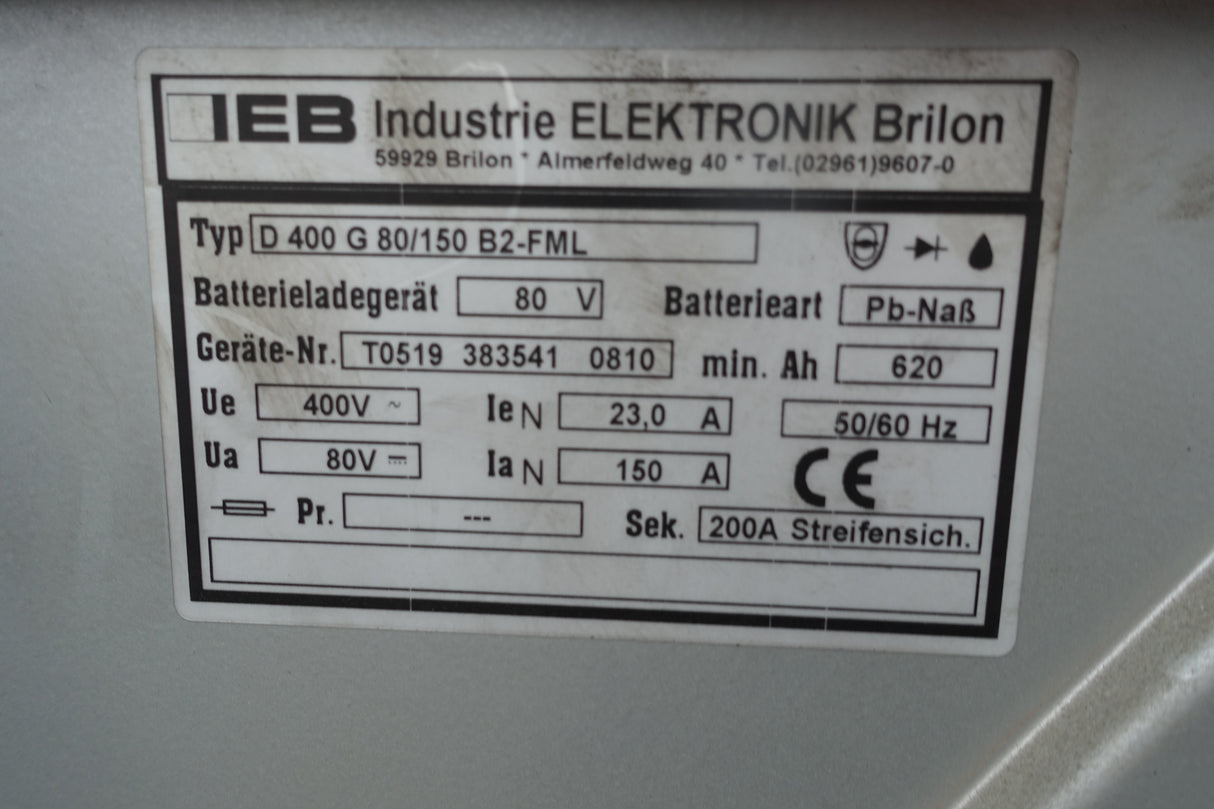 IEB Industrie ELEKTRONIK Brilon
59929 Brilon * Almerfeldweg 40 * Tel.(02961)9607-0
Typ D 400 G 80/150 B2-FML
Batterieladegerät 80 V Batterieart Pb-Naß
Geräte-Nr. T0519 383541 0810 min. Ah 620
Ue 400V ~ Ie N 23,0 A 50/60 Hz
Ua 80V Ia N 150 A CE
Pr. --- Sek. 200A Streifensich.